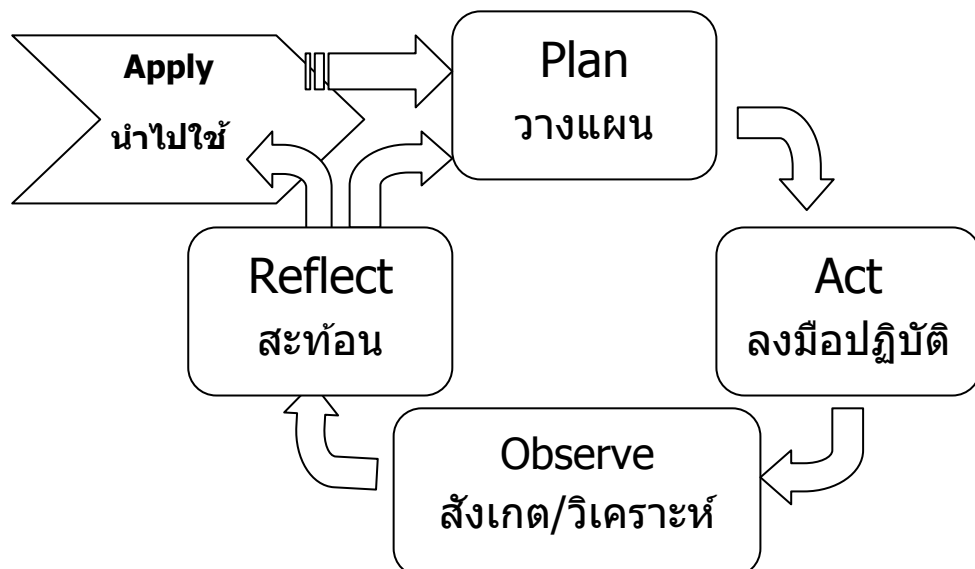 Apply
นำไปใช้
Plan
วางแผน
Act
ลงมือปฏิบัติ
Observe
สังเกต/วิเคราะห์
Reflect
สะท้อน